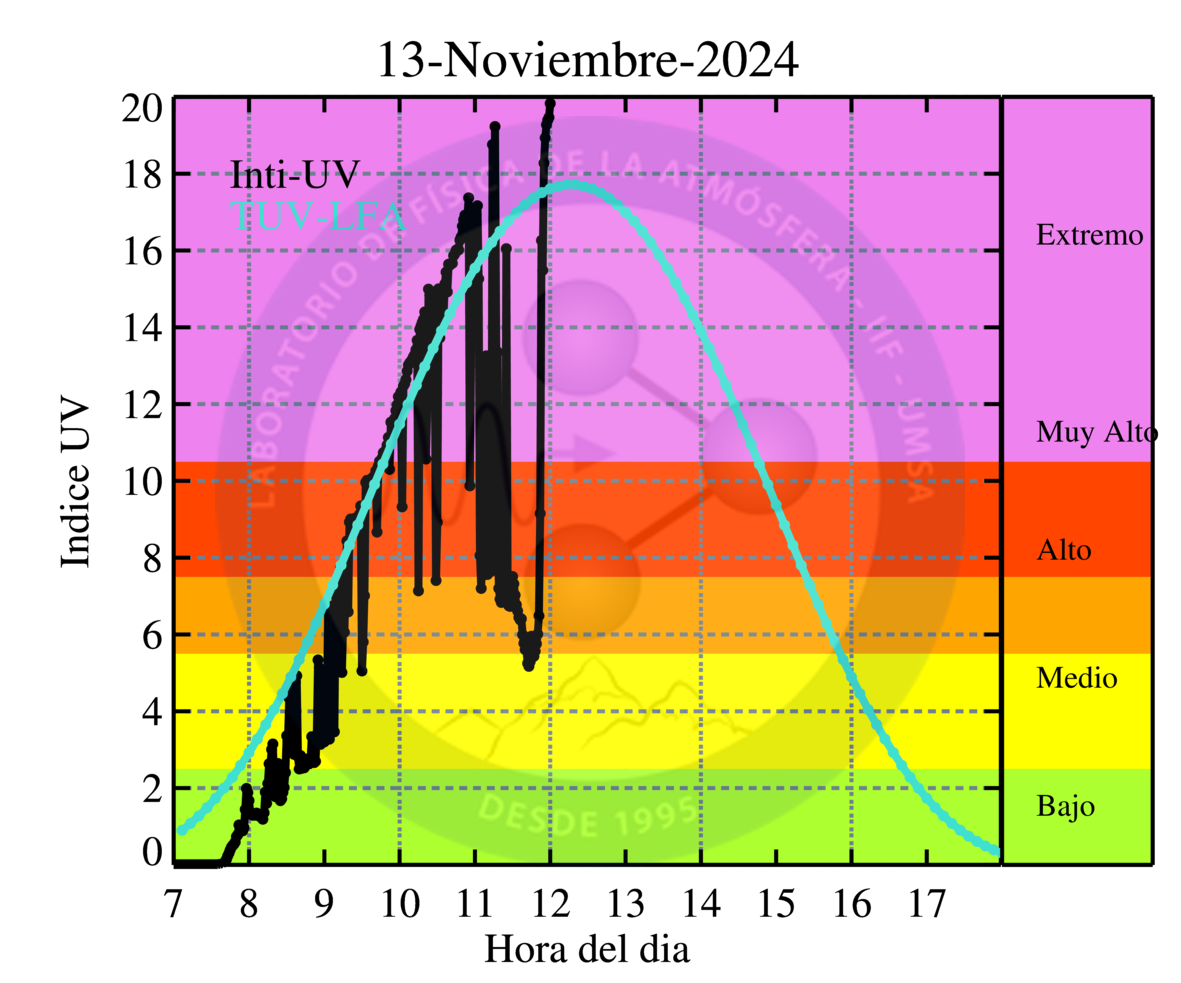 13-Noviembre-2024
Inti-UV
TUV-LFA
Indice UV
20
18
16
14
12
10
8
6
4
2
0
7 8 9 10 11 12 13 14 15 16 17
Hora del dia
Extremo
Muy Alto
Alto
Medio
Bajo
LABORATORIO DE FÍSICA DE LA ATMÓSFERA - IIF - UMSA
DESDE 1995